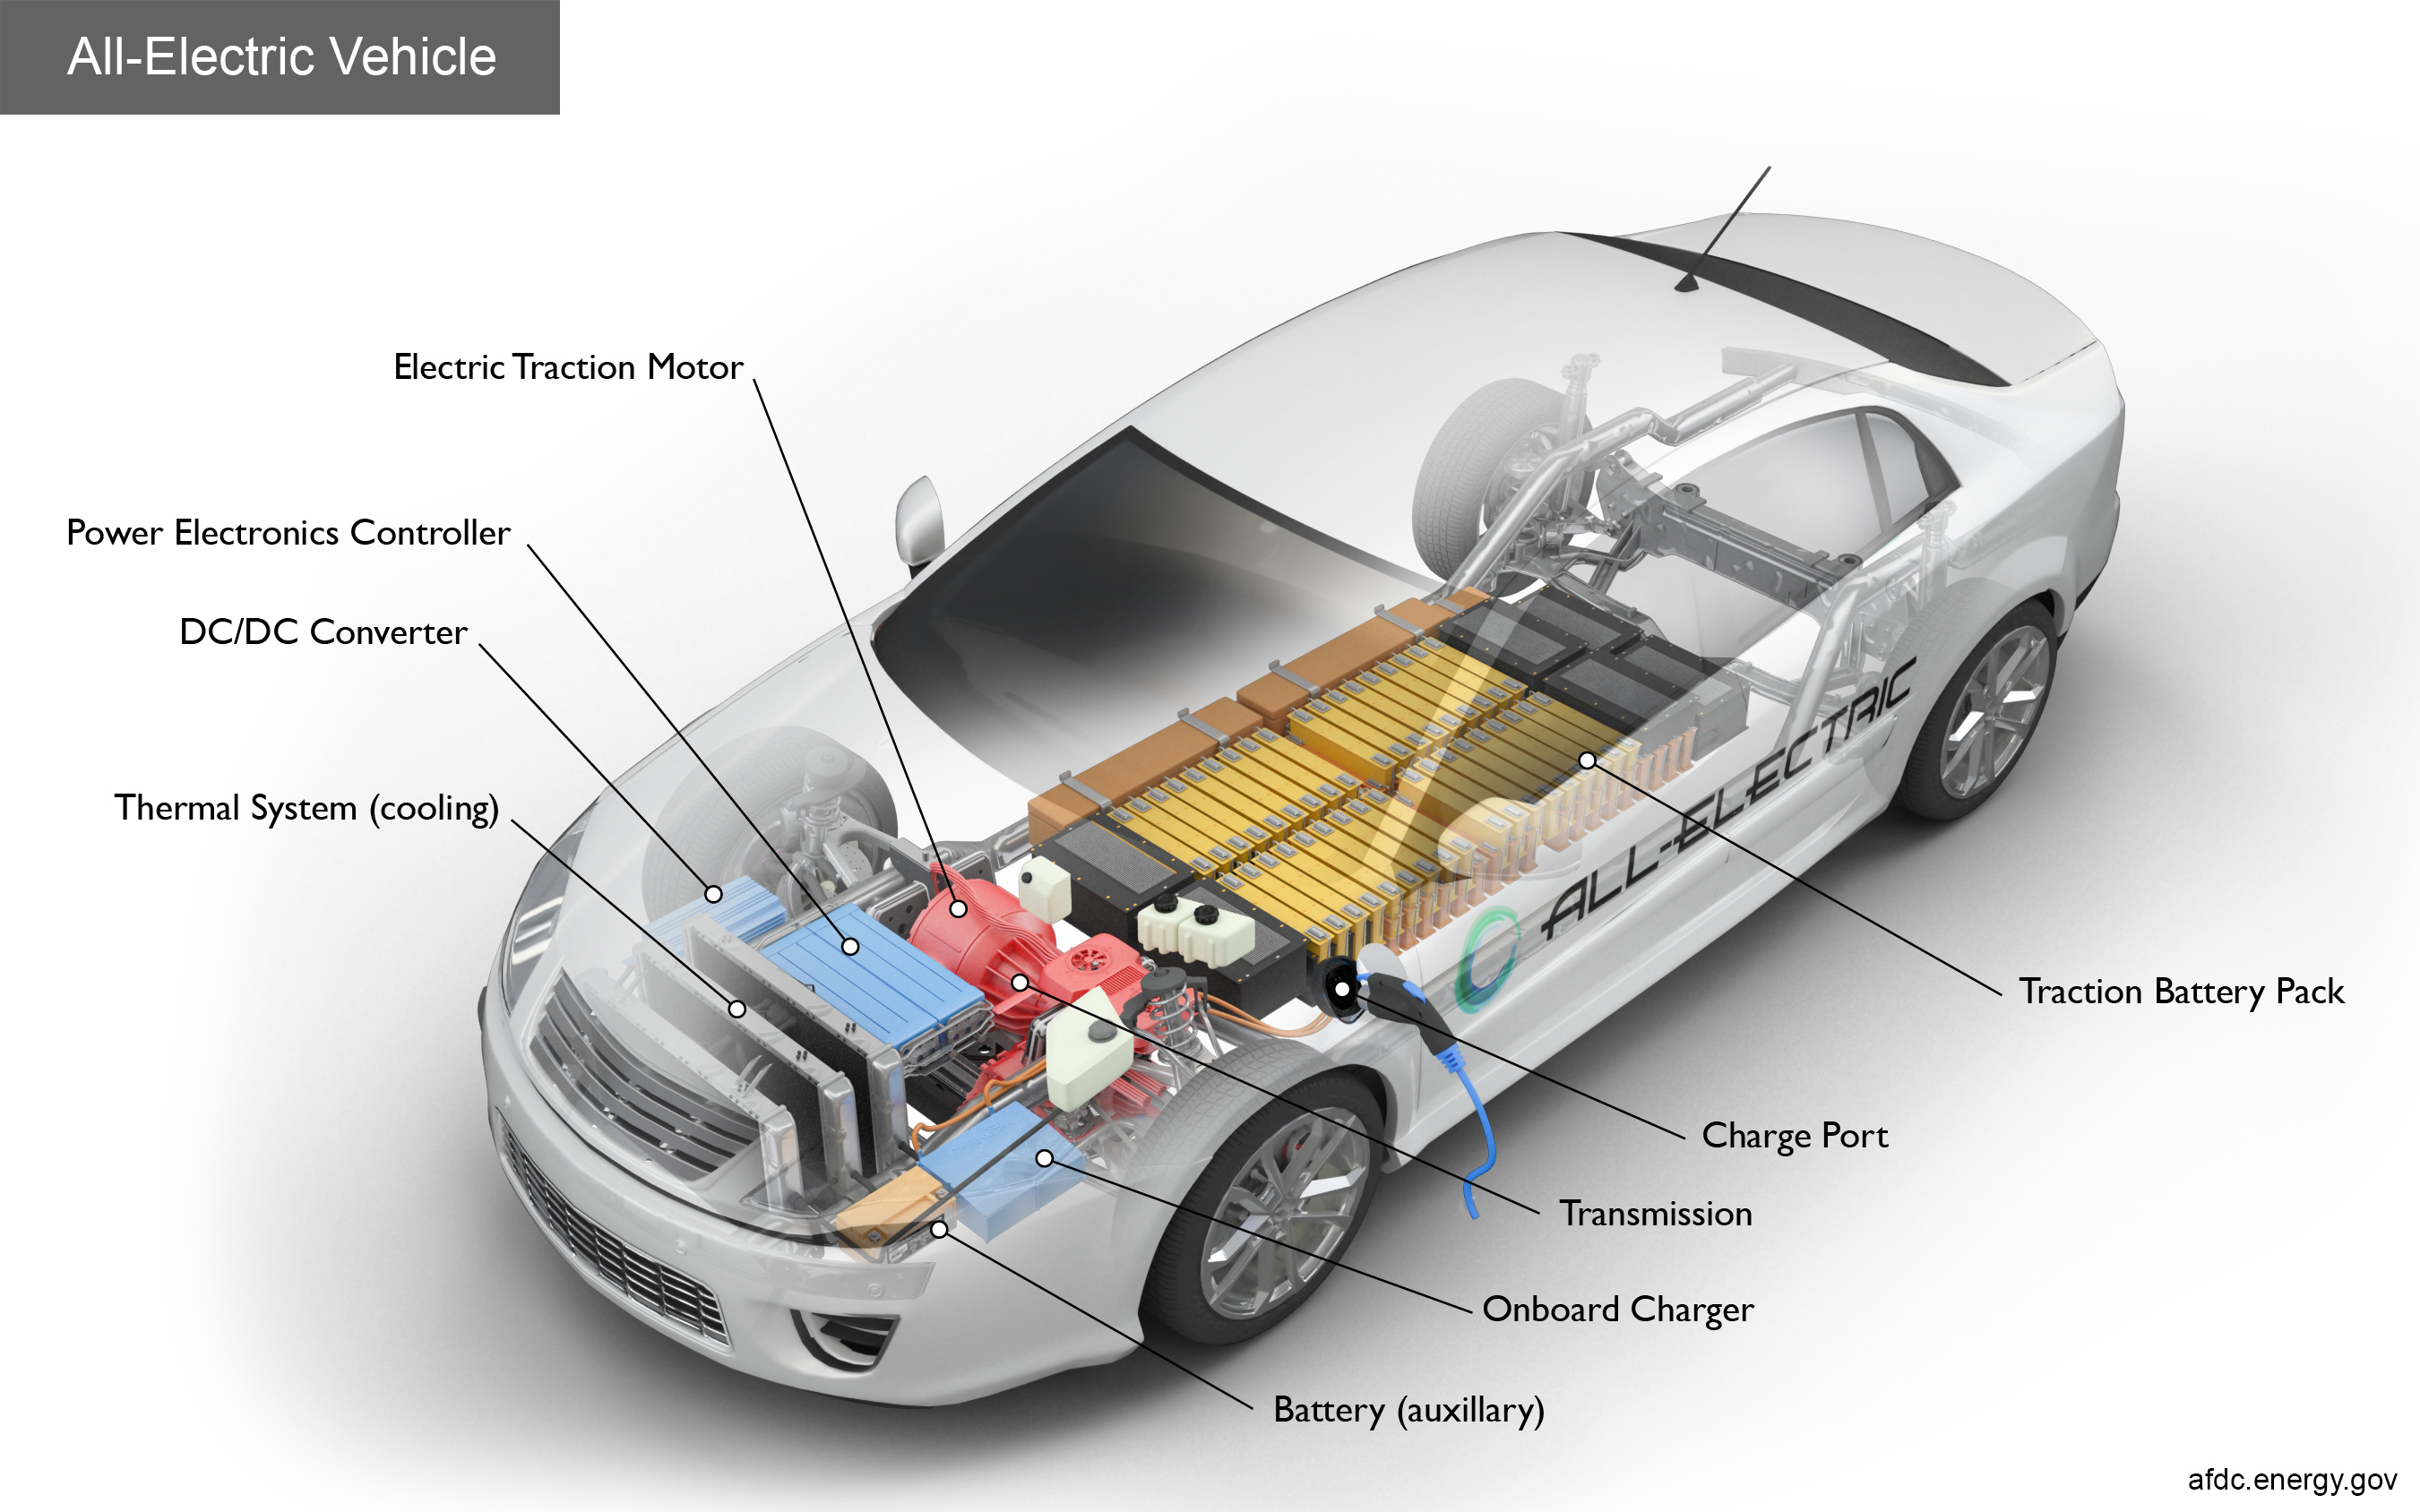 All-Electric Vehicle
Electric Traction Motor
Power Electronics Controller
DC/DC Converter
Thermal System (cooling)
ALL-ELECTRIC
Traction Battery Pack
Charge Port
Transmission
Onboard Charger
Battery (auxillary)
afdc.energy.gov